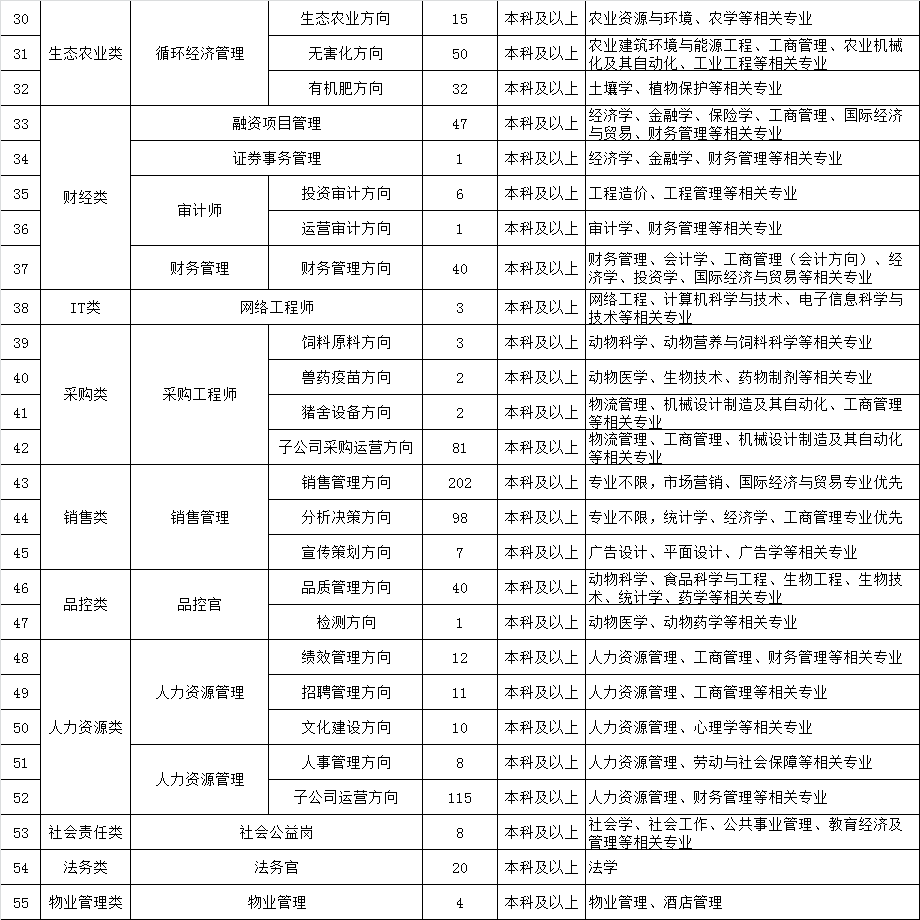 30 生态农业类 循环经济管理 生态农业方向 15 本科及以上 农业资源与环境、农学等相关专业
31 无害化方向 50 本科及以上 农业建筑环境与能源工程、工商管理、农业机械
化及其自动化、工业工程等相关专业
32 有机肥方向 32 本科及以上 土壤学、植物保护等相关专业
33 财经类 融资项目管理 47 本科及以上 经济学、金融学、保险学、工商管理、国际经济
与贸易、财务管理等相关专业
34 证券事务管理 1 本科及以上 经济学、金融学、财务管理等相关专业
35 审计师 投资审计方向 6 本科及以上 工程造价、工程管理等相关专业
36 运营审计方向 1 本科及以上 审计学、财务管理等相关专业
37 财务管理 财务管理方向 40 本科及以上 财务管理、会计学、工商管理（会计方向）、经
济学、投资学、国际经济与贸易等相关专业
38 IT类 网络工程师 3 本科及以上 网络工程、计算机科学与技术、电子信息科学与
技术等相关专业
39 采购类 采购工程师 饲料原料方向 3 本科及以上 动物科学、动物营养与饲料科学等相关专业
40 兽药疫苗方向 2 本科及以上 动物医学、生物技术、药物制剂等相关专业
41 猪舍设备方向 2 本科及以上 物流管理、机械设计制造及其自动化、工商管理
等相关专业
42 子公司采购运营方向 81 本科及以上 物流管理、工商管理、机械设计制造及其自动化
等相关专业
43 销售类 销售管理 销售管理方向 202 本科及以上 专业不限，市场营销、国际经济与贸易专业优先
44 分析决策方向 98 本科及以上 专业不限，统计学、经济学、工商管理专业优先
45 宣传策划方向 7 本科及以上 广告设计、平面设计、广告学等相关专业
46 品控类 品控官 品质管理方向 40 本科及以上 动物科学、食品科学与工程、生物工程、生物技
术、统计学、药学等相关专业
47 检测方向 1 本科及以上 动物医学、动物药学等相关专业
48 人力资源类 人力资源管理 绩效管理方向 12 本科及以上 人力资源管理、工商管理、财务管理等相关专业
49 招聘管理方向 11 本科及以上 人力资源管理、工商管理等相关专业
50 文化建设方向 10 本科及以上 人力资源管理、心理学等相关专业
51 人力资源管理 人事管理方向 8 本科及以上 人力资源管理、劳动与社会保障等相关专业
52 子公司运营方向 115 本科及以上 人力资源管理、财务管理等相关专业
53 社会责任类 社会公益岗 8 本科及以上 社会学、社会工作、公共事业管理、教育经济及
管理等相关专业
54 法务类 法务官 20 本科及以上 法学
55 物业管理类 物业管理 4 本科及以上 物业管理、酒店管理